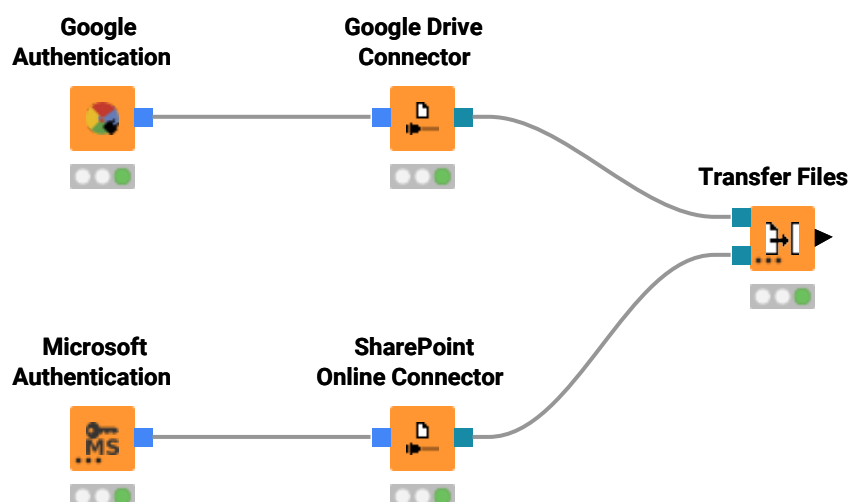 Google
Authentication
Google Drive
Connector
Transfer Files
Microsoft
Authentication
MS
SharePoint
Online Connector